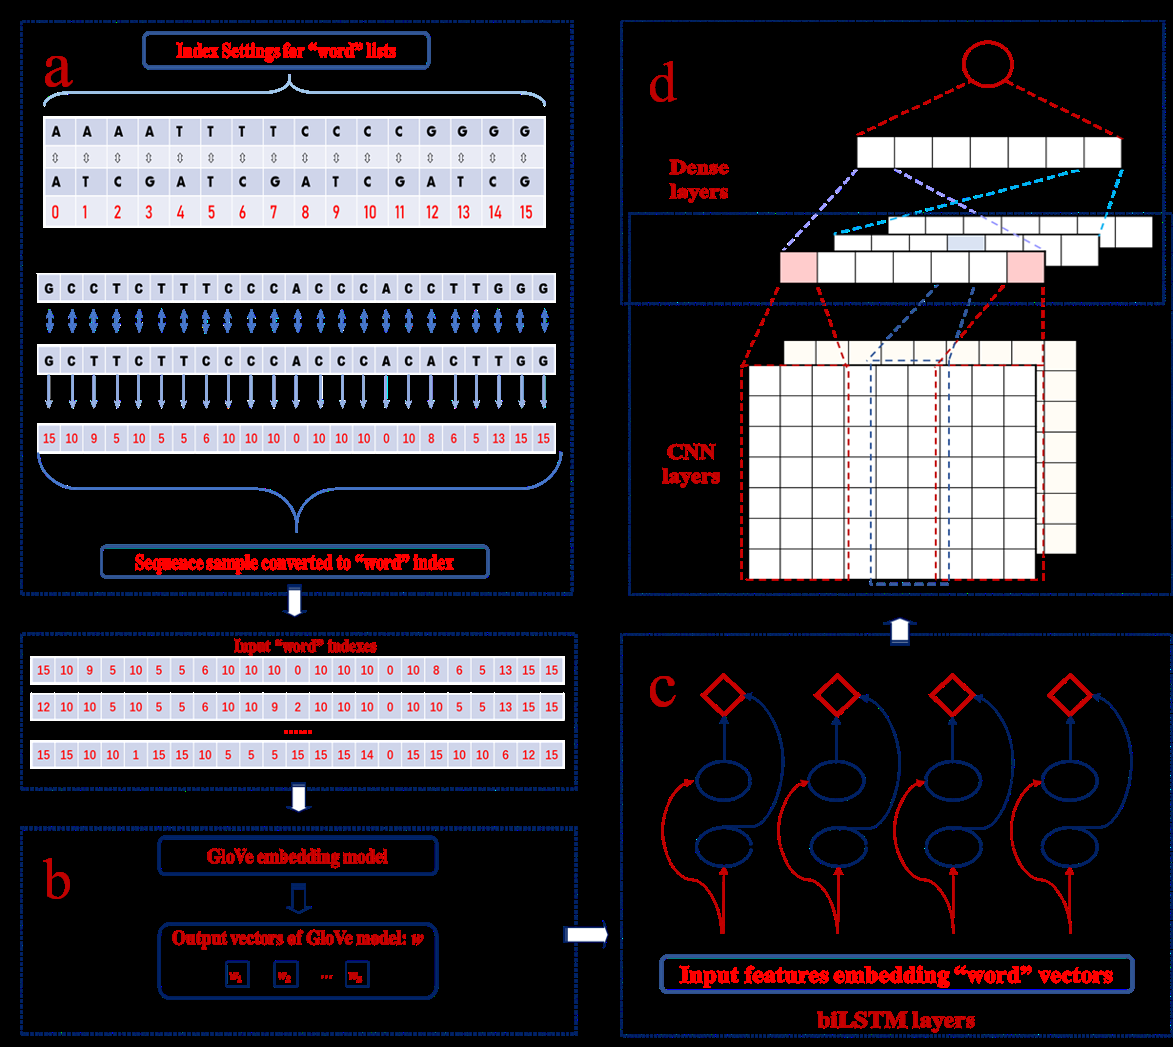 a
Index Settings for “word” lists
A A A A T T T T C C C C G G G G
⇕ ⇕ ⇕ ⇕ ⇕ ⇕ ⇕ ⇕ ⇕ ⇕ ⇕ ⇕ ⇕ ⇕ ⇕ ⇕
A T C G A T C G A T C G A T C G
0 1 2 3 4 5 6 7 8 9 10 11 12 13 14 15
G C C T C T T T C C C A C C C A C C T T G G G
G C T T C T T C C C C A C C C A C A C T T G G
15 10 9 5 10 5 5 6 10 10 10 0 10 10 10 0 10 8 6 5 13 15 15
Sequence sample converted to “word” index
Input “word” indexes
15 10 9 5 10 5 5 6 10 10 10 0 10 10 10 0 10 8 6 5 13 15 15
12 10 10 5 10 5 5 6 10 10 9 2 10 10 10 0 10 10 5 5 13 15 15
......
15 15 10 10 1 15 15 10 5 5 5 15 15 15 14 0 15 15 10 10 6 12 15
b
GloVe embedding model
Output vectors of GloVe model: w
w1 w2 ... w3
d
Dense
layers
CNN
layers
c
Input features embedding “word” vectors
biLSTM layers